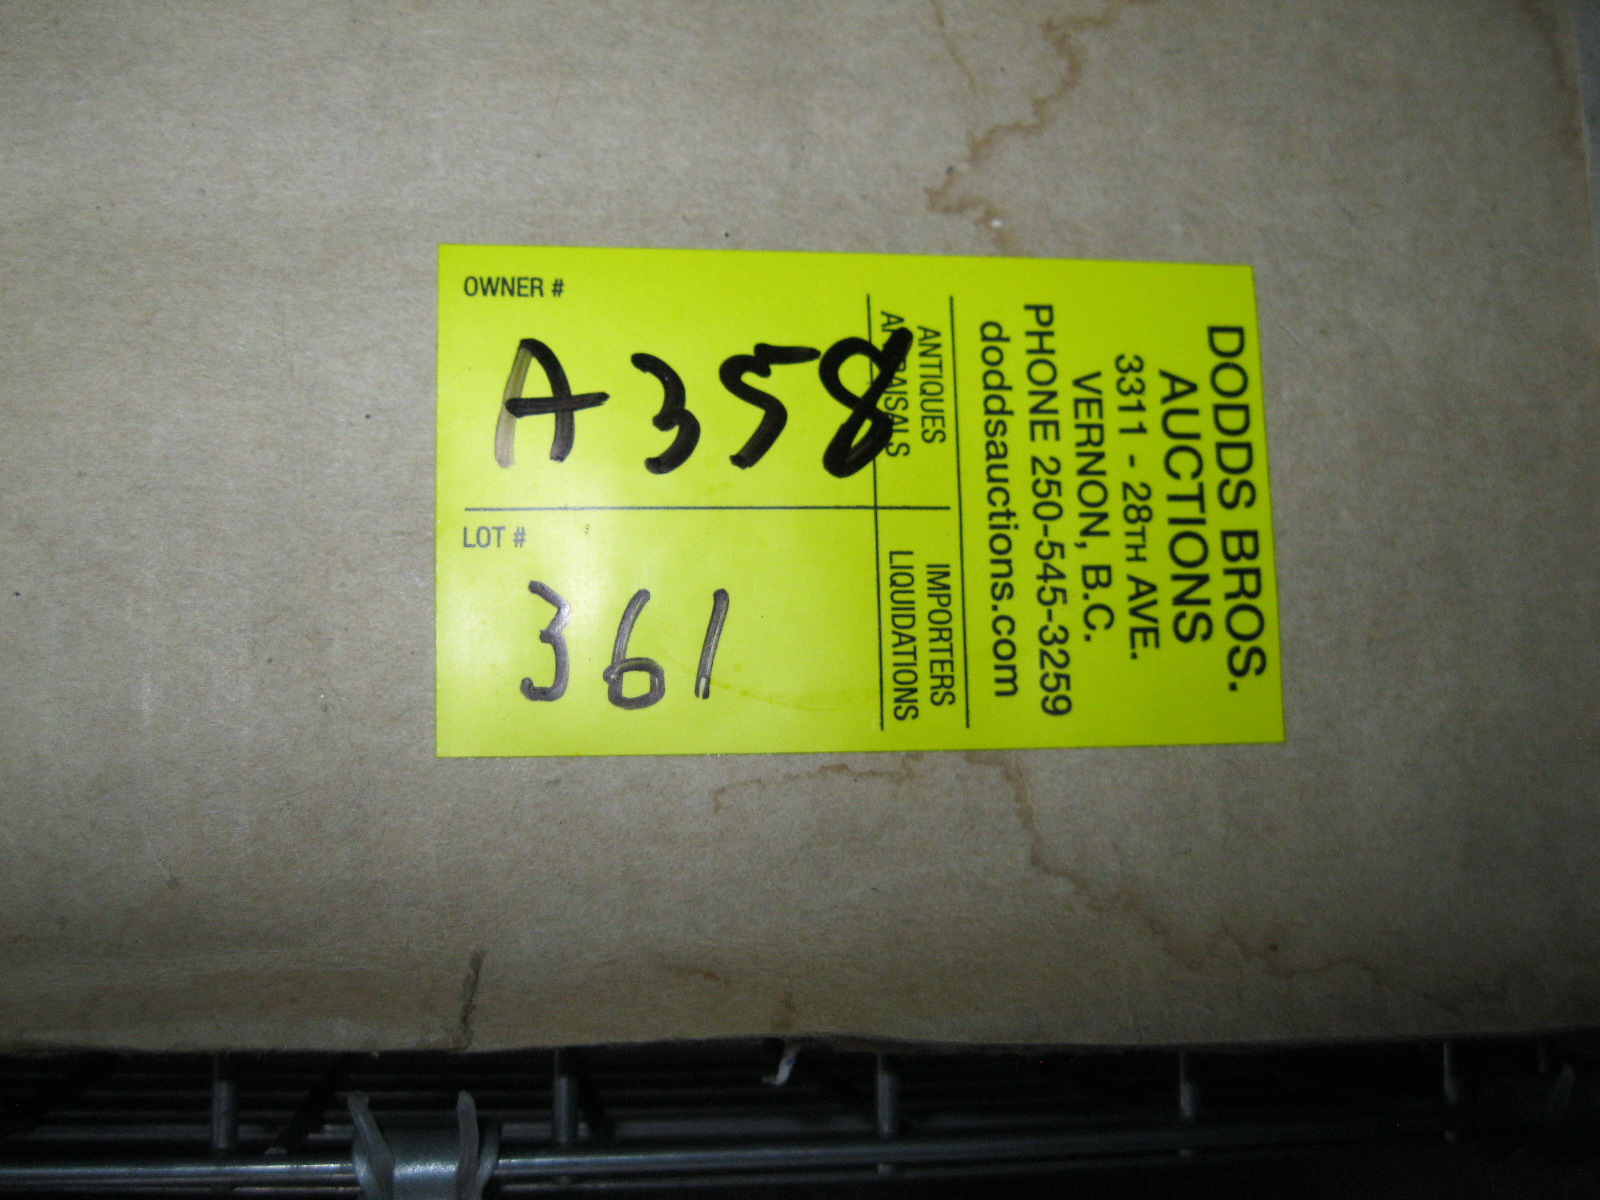 DODDS BROS.
AUCTIONS
3311 - 28TH AVE.
VERNON, B.C.
PHONE 250-545-3259
doddsauctions.com
ANTIQUES
APPRAISALS
IMPORTERS
LIQUIDATIONS
OWNER #
A358
LOT #
361